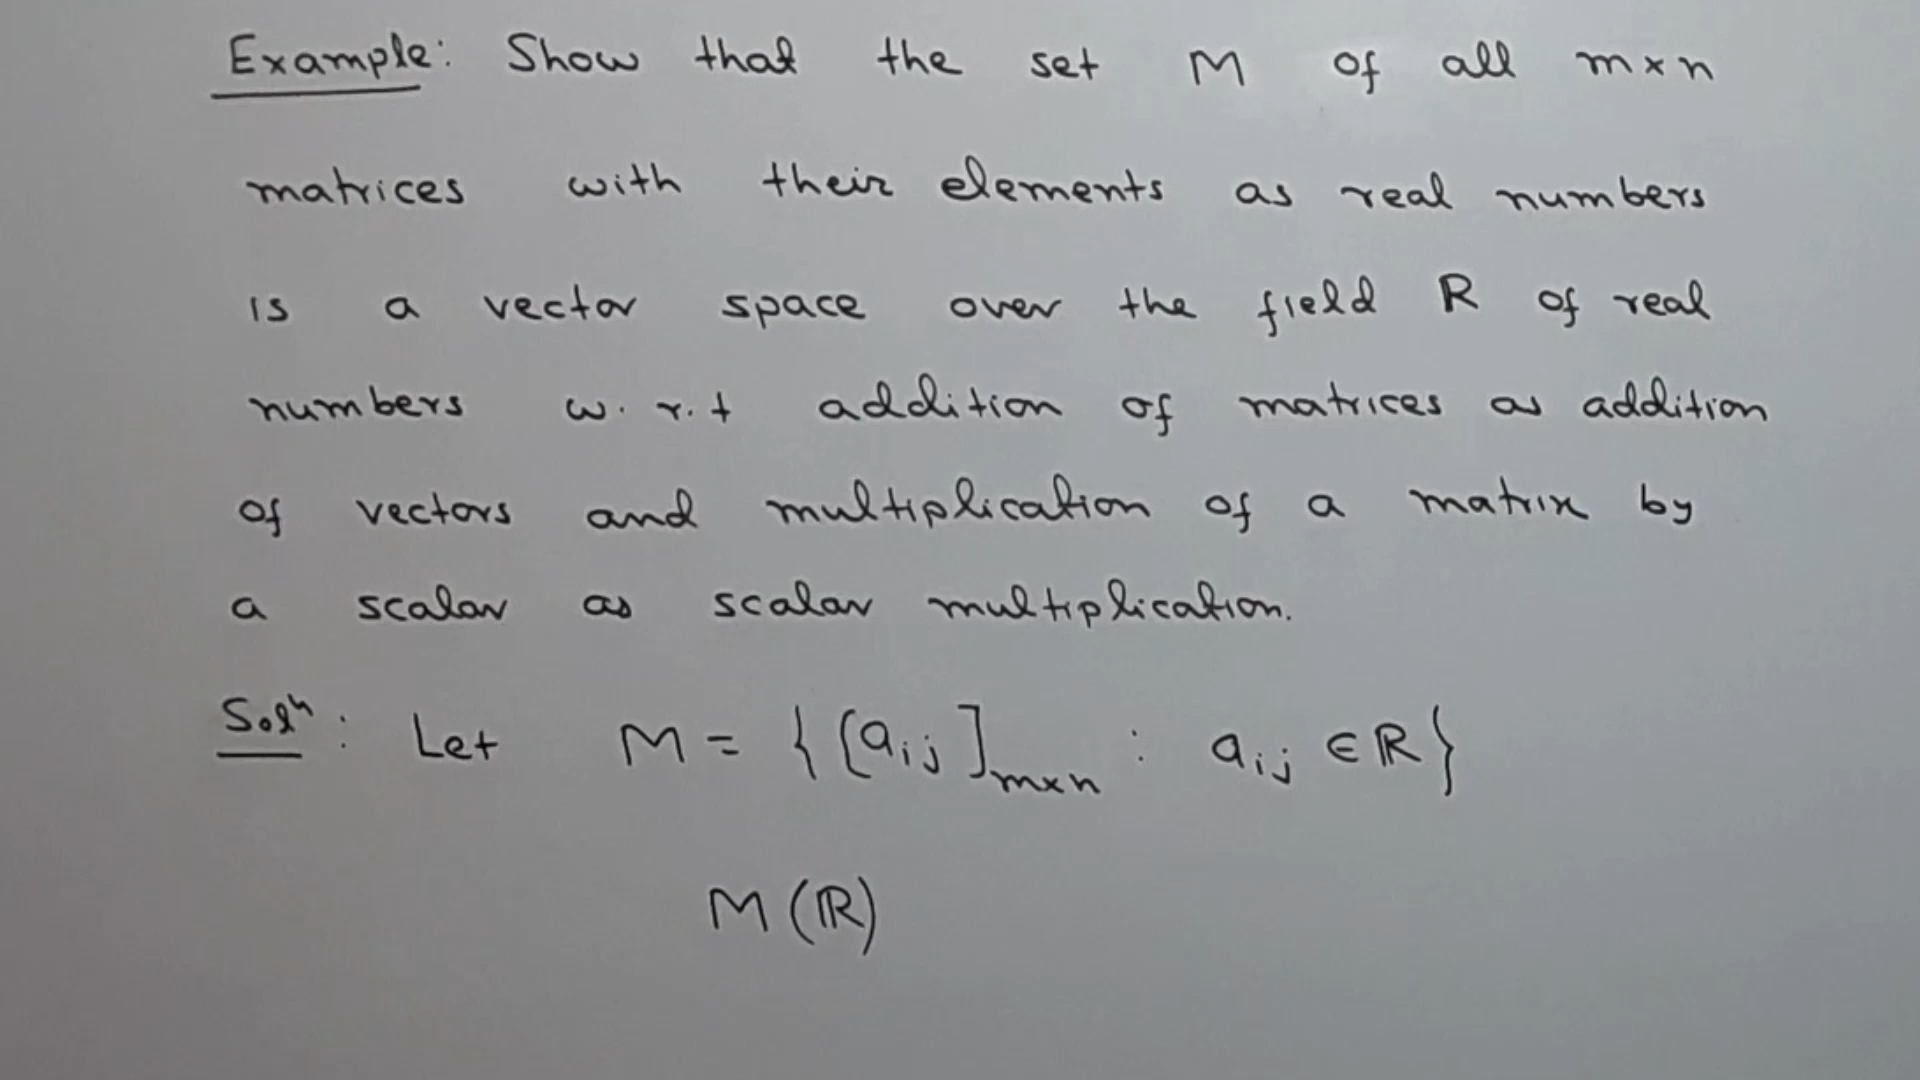 Example: Show that the set M of all m×n
matrices with their elements as real numbers
is a vector space over the field R of real
numbers w.r.t addition of matrices as addition
of vectors and multiplication of a matrix by
a scalar as scalar multiplication.
Solⁿ: Let M = { [aᵢⱼ]ₘₓₙ : aᵢⱼ ∈ ℝ }
M(ℝ)